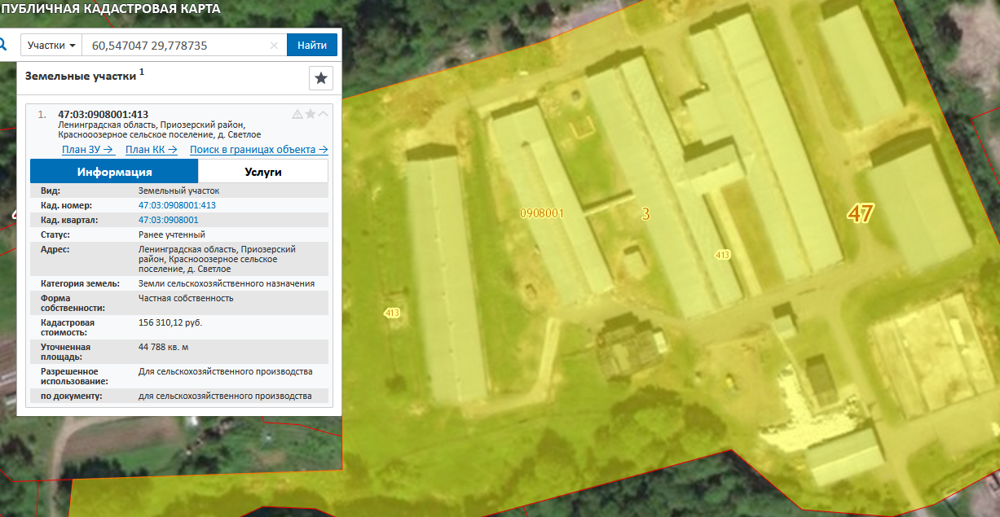 ПУБЛИЧНАЯ КАДАСТРОВАЯ КАРТА
Участки
60,547047 29,778735
×
Найти
Земельные участки 1
1. 47:03:0908001:413
Ленинградская область, Приозерский район,
Краснооозерное сельское поселение, д. Светлое
План ЗУ → План КК → Поиск в границах объекта →
Информация Услуги
Вид: Земельный участок
Кад. номер: 47:03:0908001:413
Кад. квартал: 47:03:0908001
Статус: Ранее учтенный
Адрес: Ленинградская область, Приозерский
район, Краснооозерное сельское
поселение, д. Светлое
Категория земель: Земли сельскохозяйственного назначения
Форма Частная собственность
собственности:
Кадастровая 156 310,12 руб.
стоимость:
Уточненная 44 788 кв. м
площадь:
Разрешенное Для сельскохозяйственного производства
использование:
по документу: для сельскохозяйственного производства
0908001
3
47
413
413